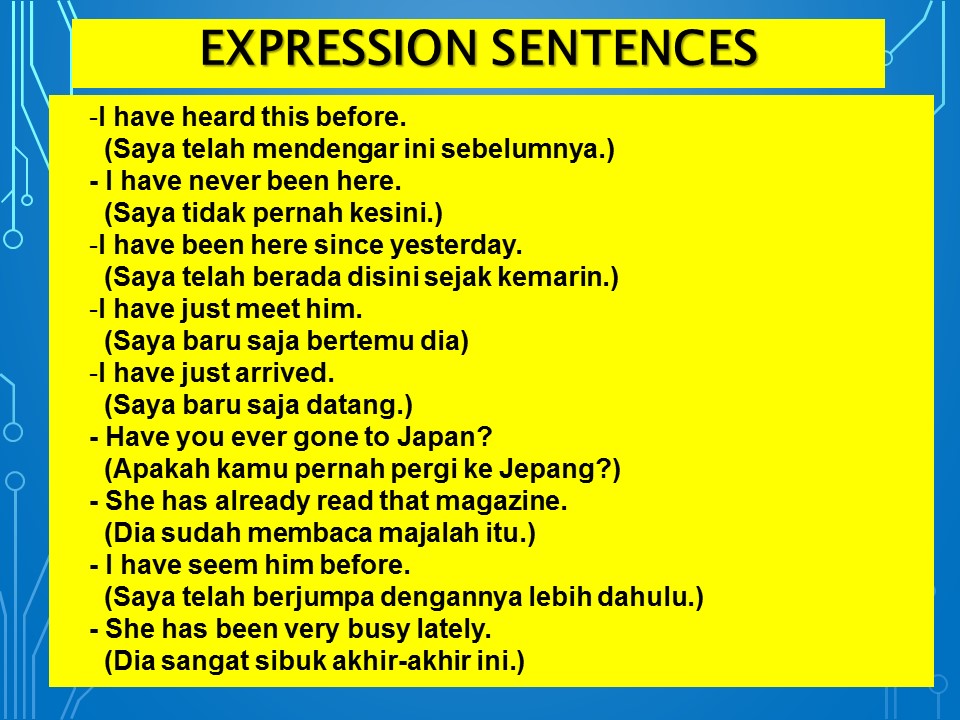 EXPRESSION SENTENCES
-I have heard this before.
(Saya telah mendengar ini sebelumnya.)
- I have never been here.
(Saya tidak pernah kesini.)
-I have been here since yesterday.
(Saya telah berada disini sejak kemarin.)
-I have just meet him.
(Saya baru saja bertemu dia)
-I have just arrived.
(Saya baru saja datang.)
- Have you ever gone to Japan?
(Apakah kamu pernah pergi ke Jepang?)
- She has already read that magazine.
(Dia sudah membaca majalah itu.)
- I have seem him before.
(Saya telah berjumpa dengannya lebih dahulu.)
- She has been very busy lately.
(Dia sangat sibuk akhir-akhir ini.)